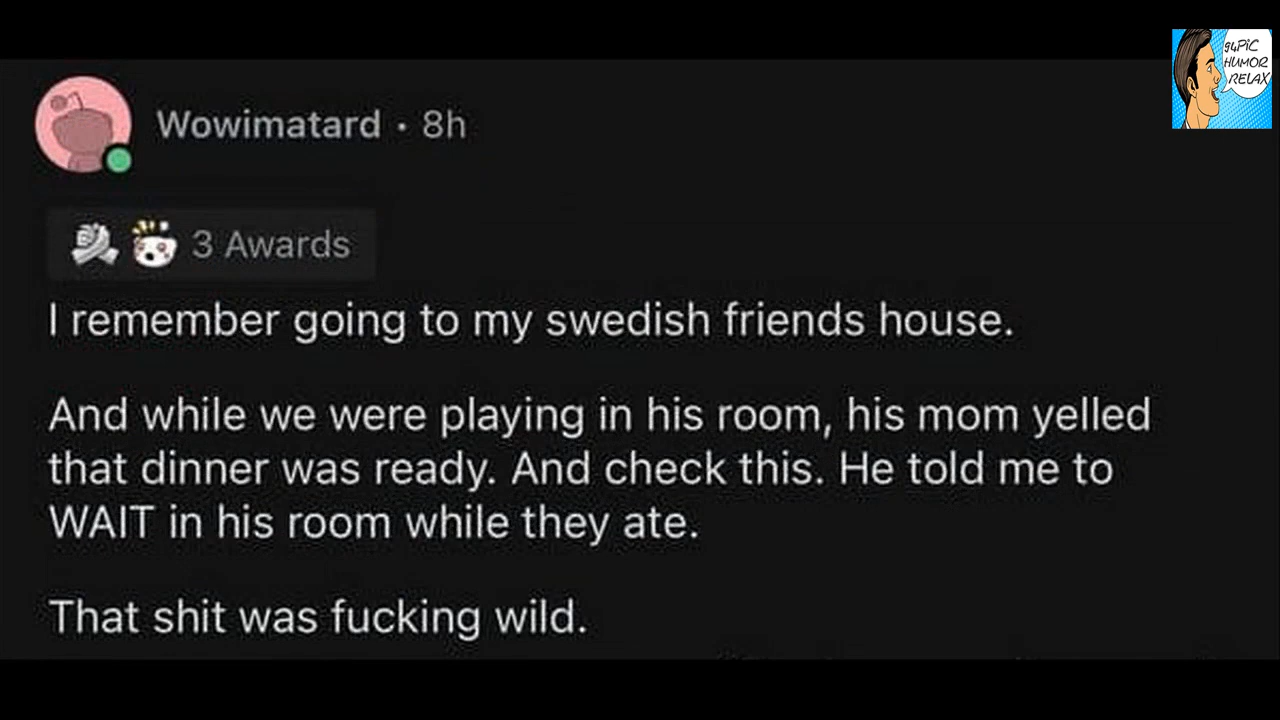 94PiC
HUMOR
RELAX
Wowimatard · 8h
3 Awards
I remember going to my swedish friends house.
And while we were playing in his room, his mom yelled
that dinner was ready. And check this. He told me to
WAIT in his room while they ate.
That shit was fucking wild.